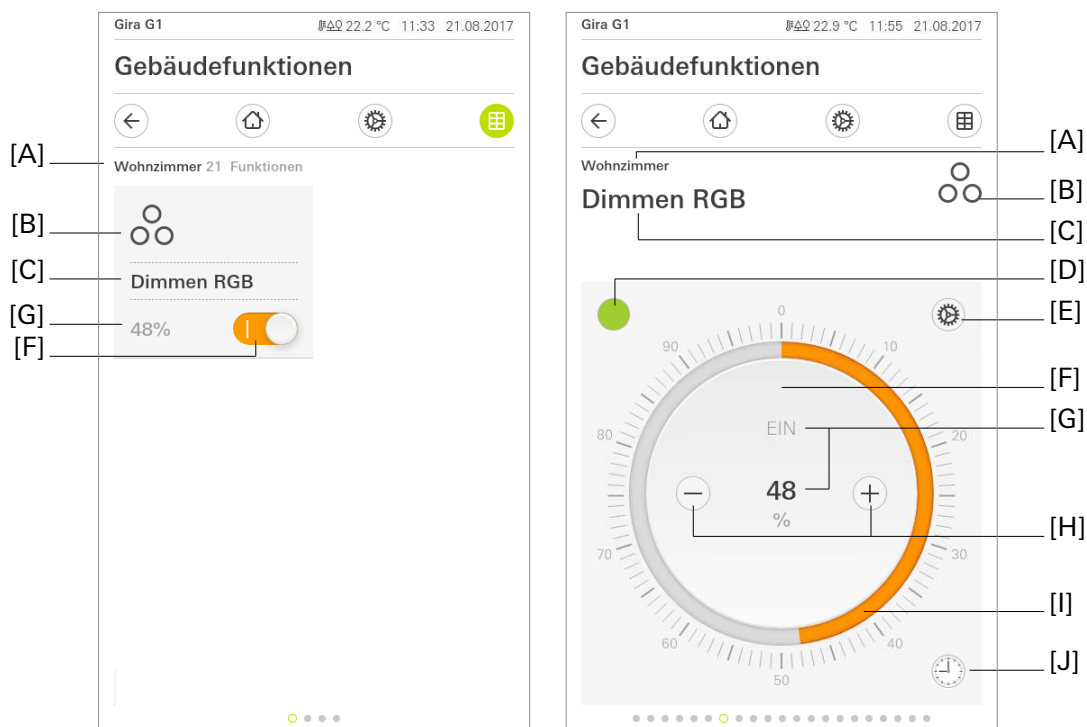 Gira G1 22.2 °C 11:33 21.08.2017
Gebäudefunktionen
[A] Wohnzimmer 21 Funktionen
[B]
[C] Dimmen RGB
[G] 48%
[F]
Gira G1 22.9 °C 11:55 21.08.2017
Gebäudefunktionen
Wohnzimmer [A]
[B]
Dimmen RGB [C]
[D]
[E]
0
90 10
[F]
EIN [G]
80 20
48
%
[H]
70 30
[I]
60 40
[J]
50